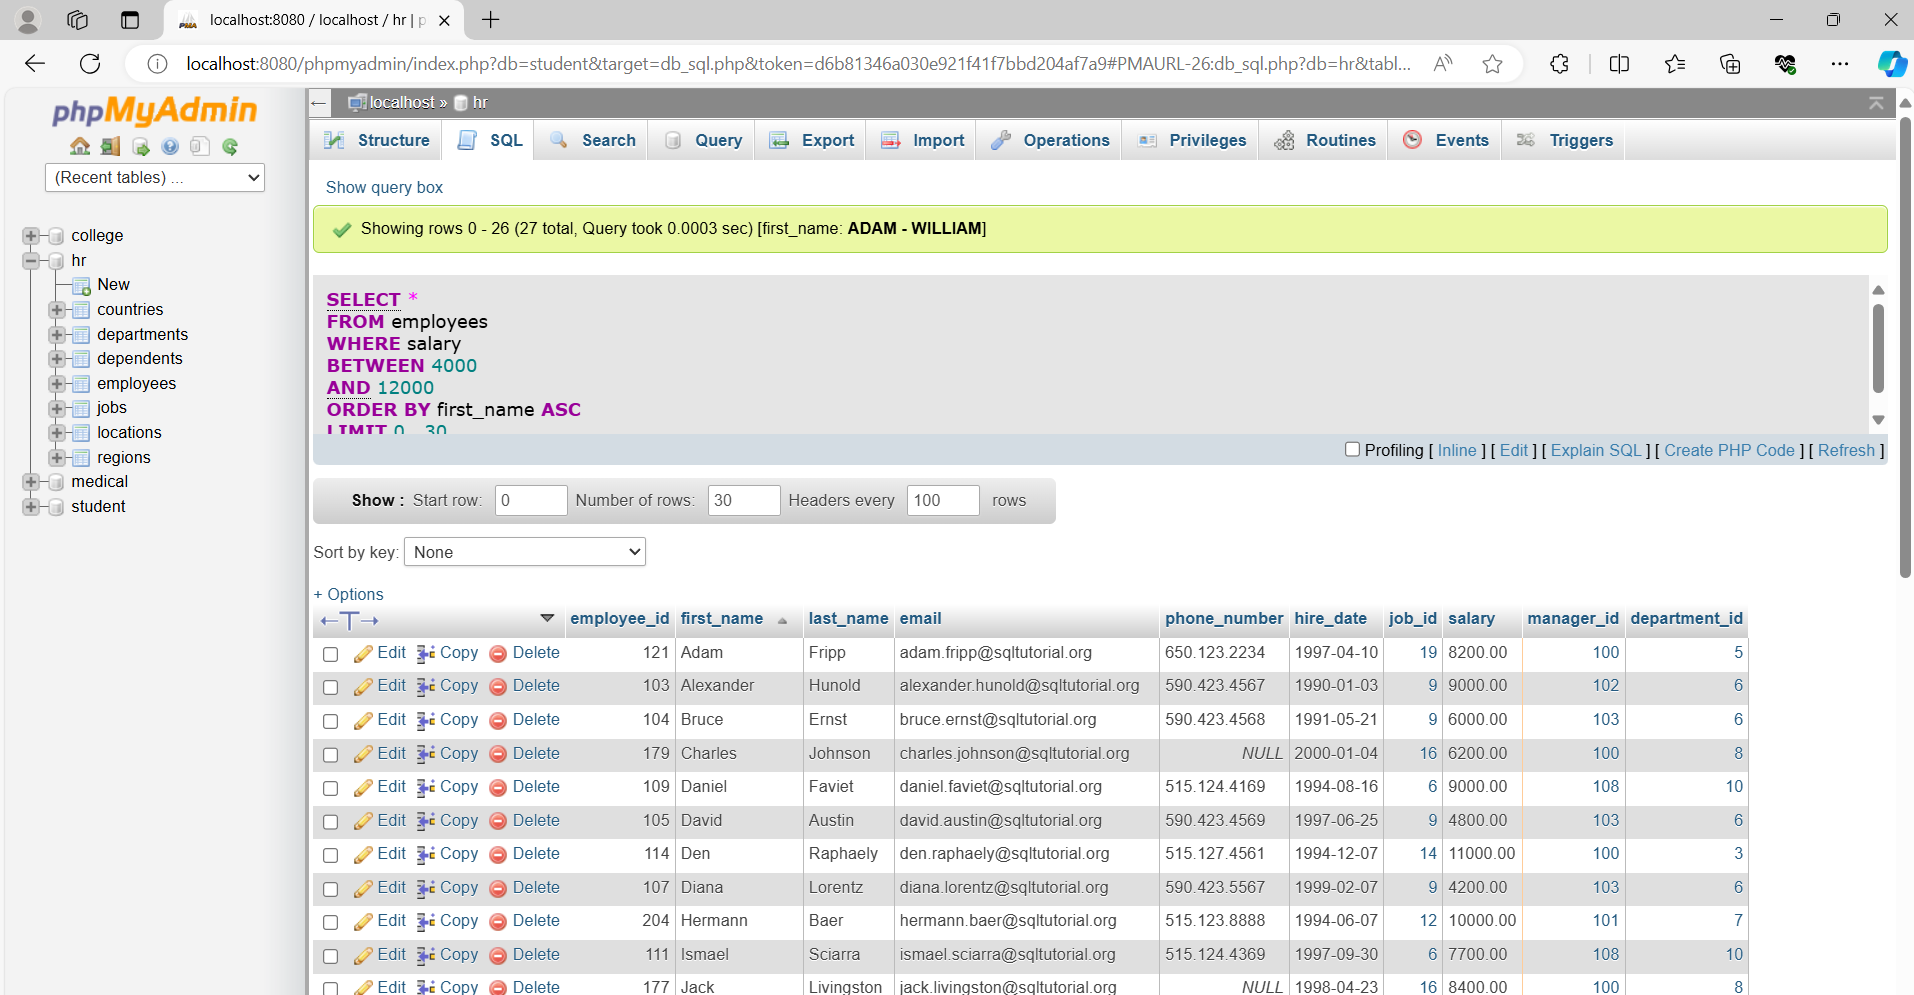 localhost:8080 / localhost / hr | p
localhost:8080/phpmyadmin/index.php?db=student&target=db_sql.php&token=d6b81346a030e921f41f7bbd204af7a9#PMAURL-26:db_sql.php?db=hr&tabl...
phpMyAdmin
(Recent tables) ...
college
hr
New
countries
departments
dependents
employees
jobs
locations
regions
medical
student
localhost » hr
Structure SQL Search Query Export Import Operations Privileges Routines Events Triggers
Show query box
Showing rows 0 - 26 (27 total, Query took 0.0003 sec) [first_name: ADAM - WILLIAM]
SELECT *
FROM employees
WHERE salary
BETWEEN 4000
AND 12000
ORDER BY first_name ASC
LIMIT 0 , 30
Profiling [ Inline ] [ Edit ] [ Explain SQL ] [ Create PHP Code ] [ Refresh ]
Show : Start row: 0 Number of rows: 30 Headers every 100 rows
Sort by key: None
+ Options
employee_id first_name last_name email phone_number hire_date job_id salary manager_id department_id
Edit Copy Delete 121 Adam Fripp adam.fripp@sqltutorial.org 650.123.2234 1997-04-10 19 8200.00 100 5
Edit Copy Delete 103 Alexander Hunold alexander.hunold@sqltutorial.org 590.423.4567 1990-01-03 9 9000.00 102 6
Edit Copy Delete 104 Bruce Ernst bruce.ernst@sqltutorial.org 590.423.4568 1991-05-21 9 6000.00 103 6
Edit Copy Delete 179 Charles Johnson charles.johnson@sqltutorial.org NULL 2000-01-04 16 6200.00 100 8
Edit Copy Delete 109 Daniel Faviet daniel.faviet@sqltutorial.org 515.124.4169 1994-08-16 6 9000.00 108 10
Edit Copy Delete 105 David Austin david.austin@sqltutorial.org 590.423.4569 1997-06-25 9 4800.00 103 6
Edit Copy Delete 114 Den Raphaely den.raphaely@sqltutorial.org 515.127.4561 1994-12-07 14 11000.00 100 3
Edit Copy Delete 107 Diana Lorentz diana.lorentz@sqltutorial.org 590.423.5567 1999-02-07 9 4200.00 103 6
Edit Copy Delete 204 Hermann Baer hermann.baer@sqltutorial.org 515.123.8888 1994-06-07 12 10000.00 101 7
Edit Copy Delete 111 Ismael Sciarra ismael.sciarra@sqltutorial.org 515.124.4369 1997-09-30 6 7700.00 108 10
Edit Copy Delete 177 Jack Livingston jack.livingston@sqltutorial.org NULL 1998-04-23 16 8400.00 100 8